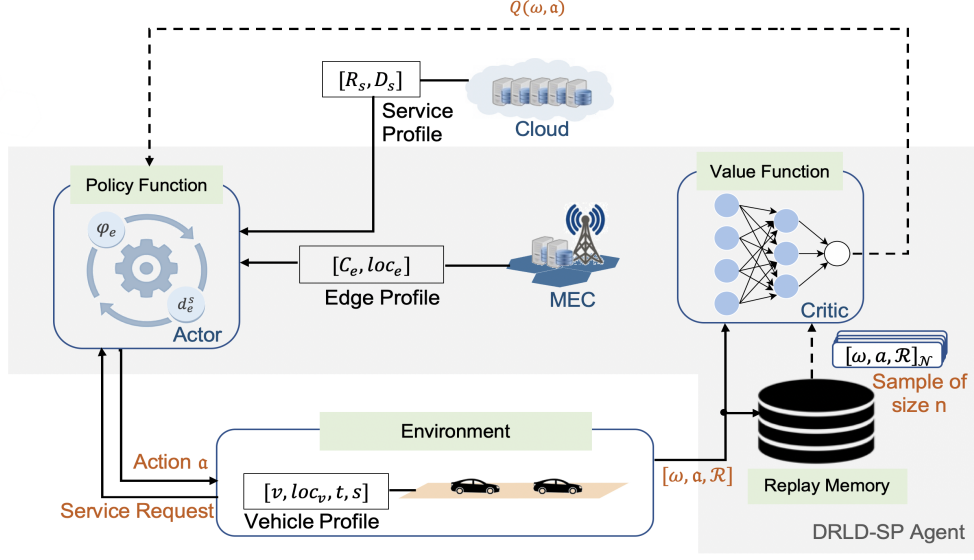 Q(ω, 𝔞)
[R_s, D_s]
Service
Profile
Cloud
Policy Function
φ_e
d_e^s
Actor
[C_e, loc_e]
Edge Profile
MEC
Value Function
Critic
[ω, a, ℛ]_𝒩
Sample of
size n
Environment
Action 𝔞
Service Request
[v, loc_v, t, s]
Vehicle Profile
[ω, 𝔞, ℛ]
Replay Memory
DRLD-SP Agent